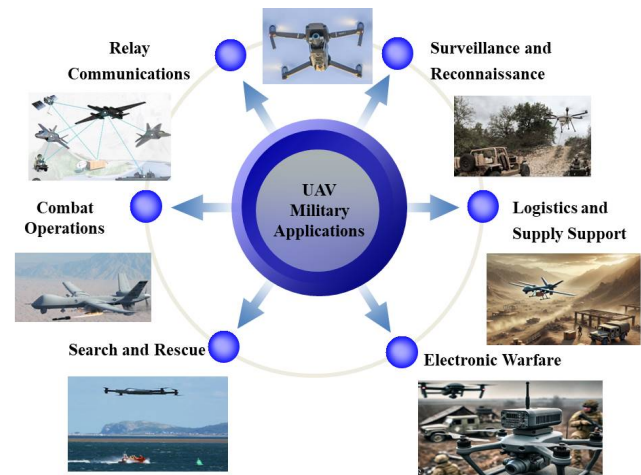 Relay
Communications
Surveillance and
Reconnaissance
UAV
Military
Applications
Combat
Operations
Logistics and
Supply Support
Search and Rescue
Electronic Warfare